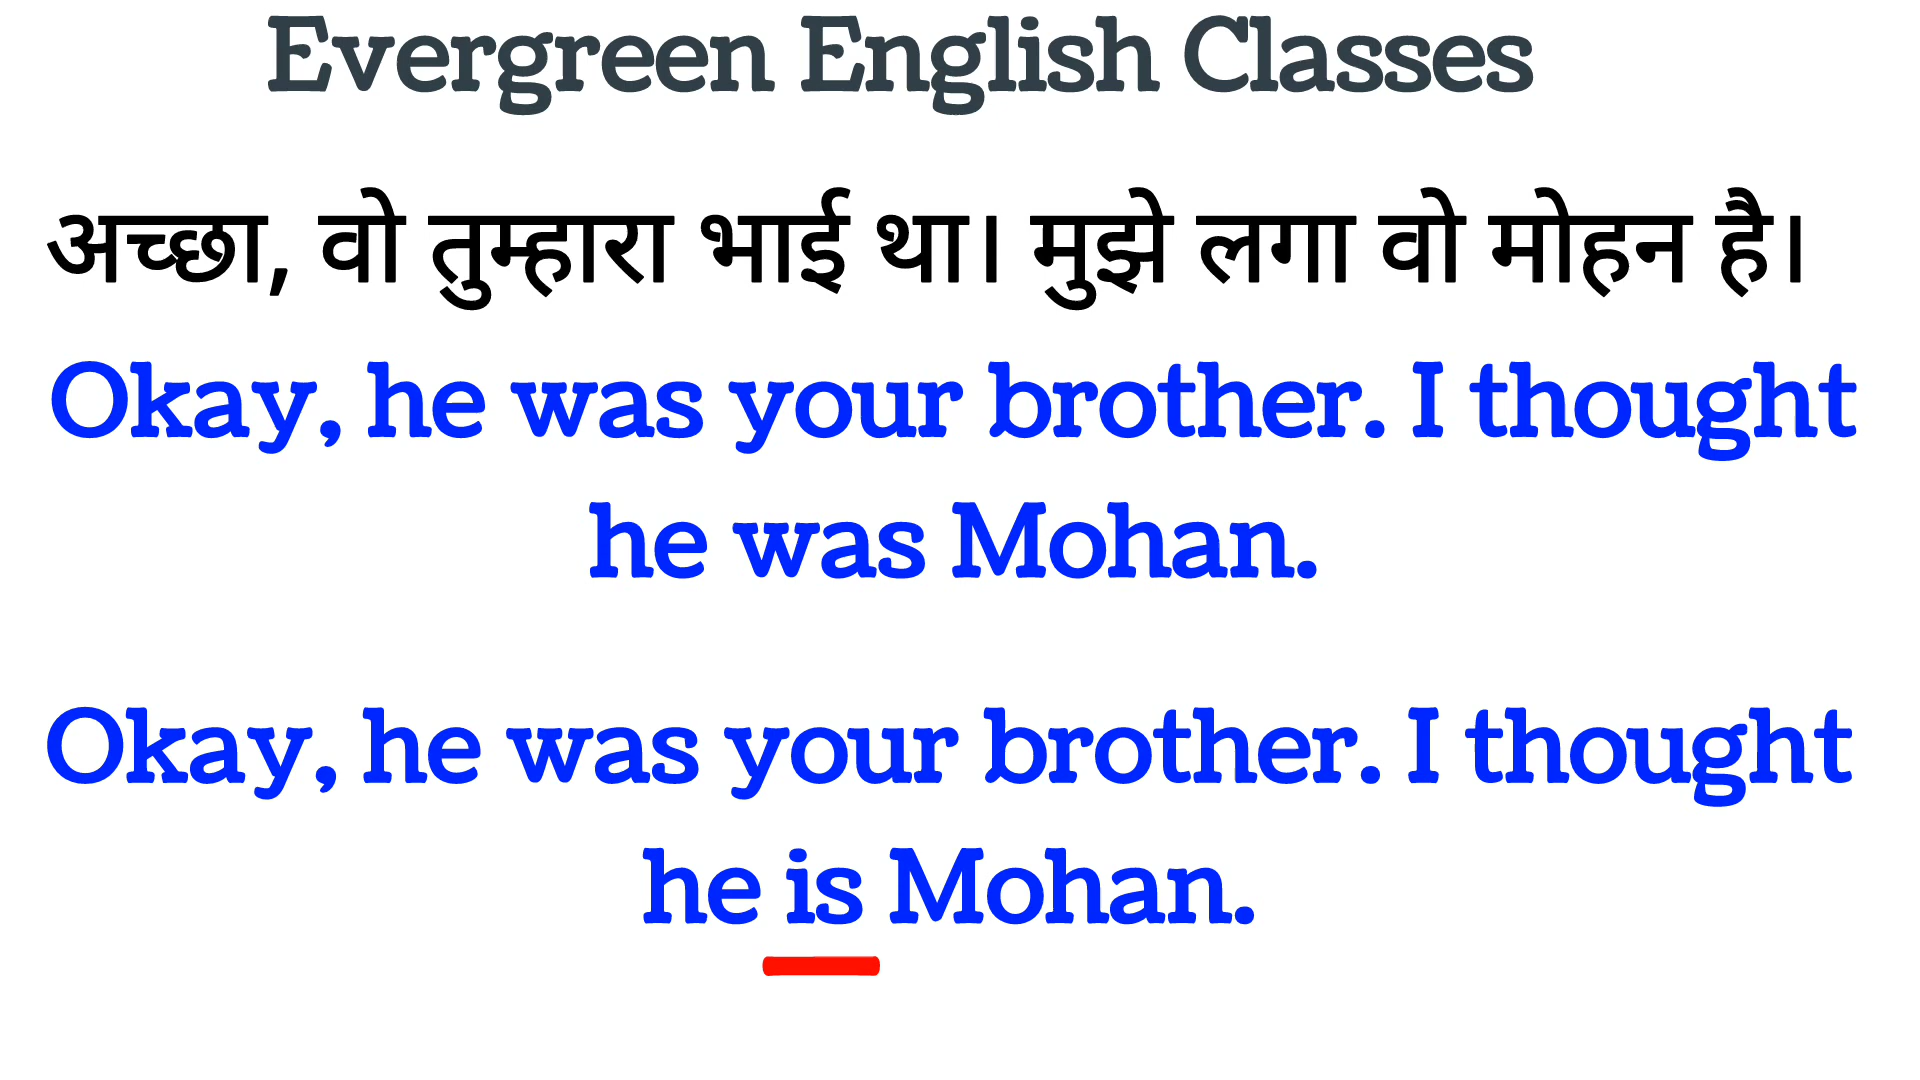 Evergreen English Classes
अच्छा, वो तुम्हारा भाई था। मुझे लगा वो मोहन है।
Okay, he was your brother. I thought
he was Mohan.
Okay, he was your brother. I thought
he is Mohan.